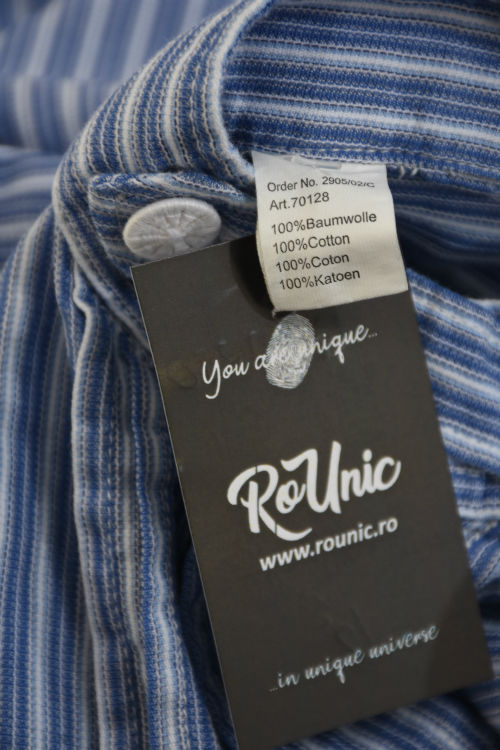 Order No. 2905/02/C
Art.70128
100%Baumwolle
100%Cotton
100%Coton
100%Katoen
You are unique...
RoUnic
www.rounic.ro
...in unique universe